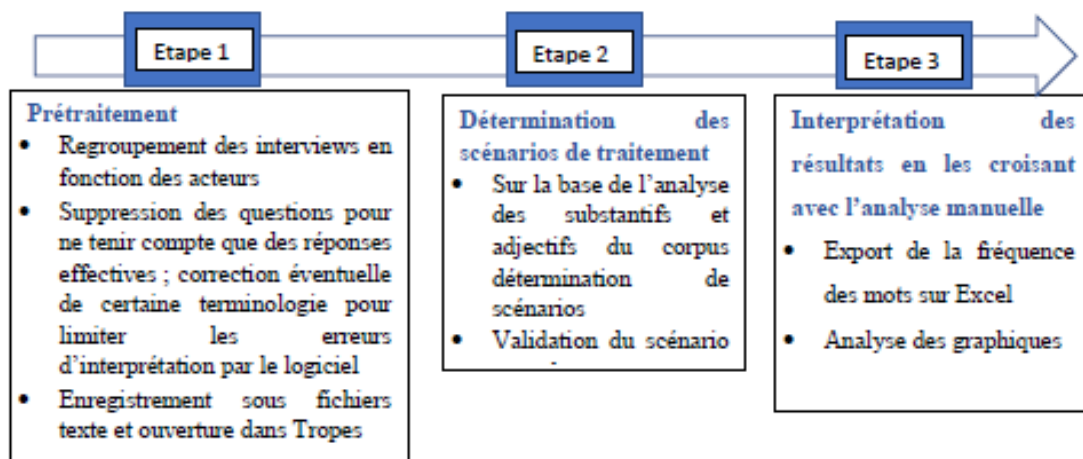 Etape 1
Etape 2
Etape 3
Prétraitement
• Regroupement des interviews en
fonction des acteurs
• Suppression des questions pour
ne tenir compte que des réponses
effectives ; correction éventuelle
de certaine terminologie pour
limiter les erreurs
d’interprétation par le logiciel
• Enregistrement sous fichiers
texte et ouverture dans Tropes
Détermination des
scénarios de traitement
• Sur la base de l’analyse
des substantifs et
adjectifs du corpus
détermination de
scénarios
• Validation du scénario
Interprétation des
résultats en les croisant
avec l’analyse manuelle
• Export de la fréquence
des mots sur Excel
• Analyse des graphiques